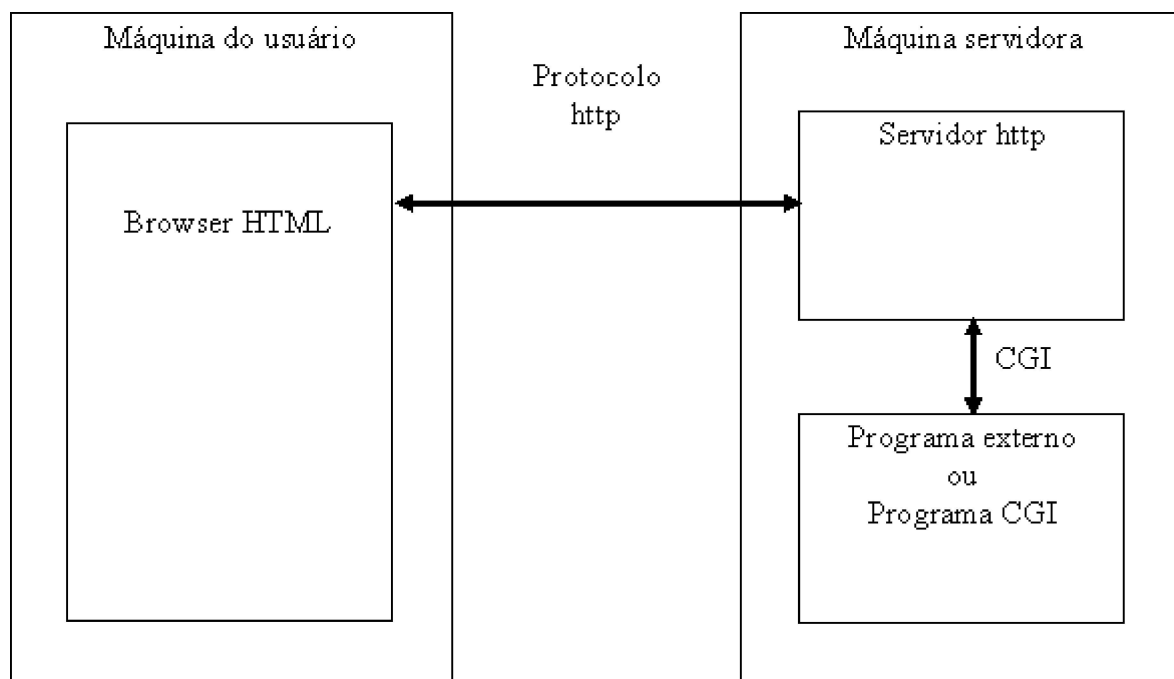 Máquina do usuário
Browser HTML
Protocolo
http
Máquina servidora
Servidor http
CGI
Programa externo
ou
Programa CGI